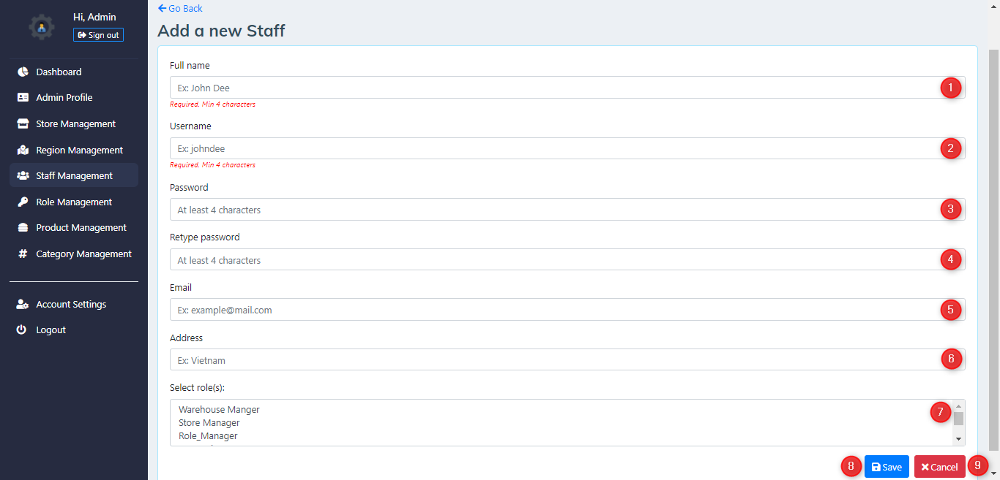 Hi, Admin
Sign out
Dashboard
Admin Profile
Store Management
Region Management
Staff Management
Role Management
Product Management
Category Management
Account Settings
Logout
Go Back
Add a new Staff
Full name
Ex: John Dee
1
Required. Min 4 characters
Username
Ex: johndee
2
Required. Min 4 characters
Password
At least 4 characters
3
Retype password
At least 4 characters
4
Email
Ex: example@mail.com
5
Address
Ex: Vietnam
6
Select role(s):
Warehouse Manger
7
Store Manager
Role_Manager
8 Save Cancel 9